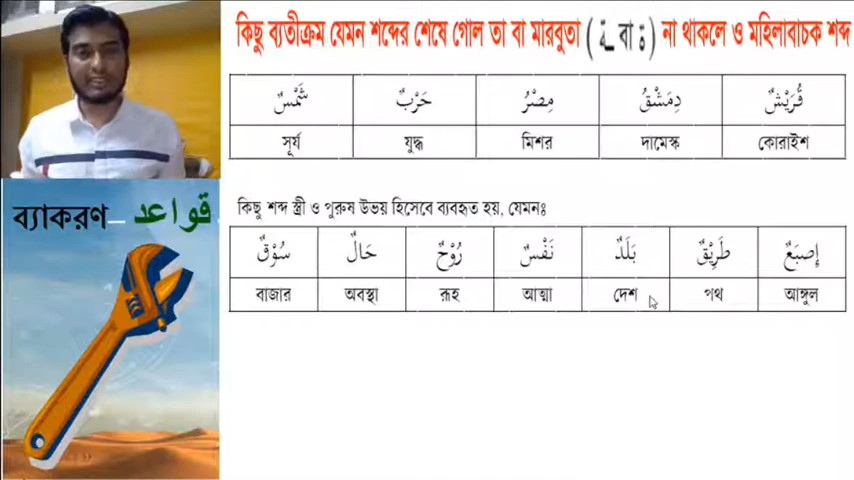 কিছু ব্যতীক্রম যেমন শব্দের শেষে গোল তা বা মারবুতা ( ة বা ـة ) না থাকলে ও মহিলাবাচক শব্দ
شَمْسٌ حَرْبٌ مِصْرُ دِمَشْقُ قُرَيْشٌ
সূর্য যুদ্ধ মিশর দামেস্ক কোরাইশ
ব্যাকরণ قواعد
কিছু শব্দ স্ত্রী ও পুরুষ উভয় হিসেবে ব্যবহৃত হয়, যেমনঃ
سُوْقٌ حَالٌ رُوْحٌ نَفْسٌ بَلَدٌ طَرِيْقٌ إِصبَعٌ
বাজার অবস্থা রূহ আত্মা দেশ পথ আঙ্গুল